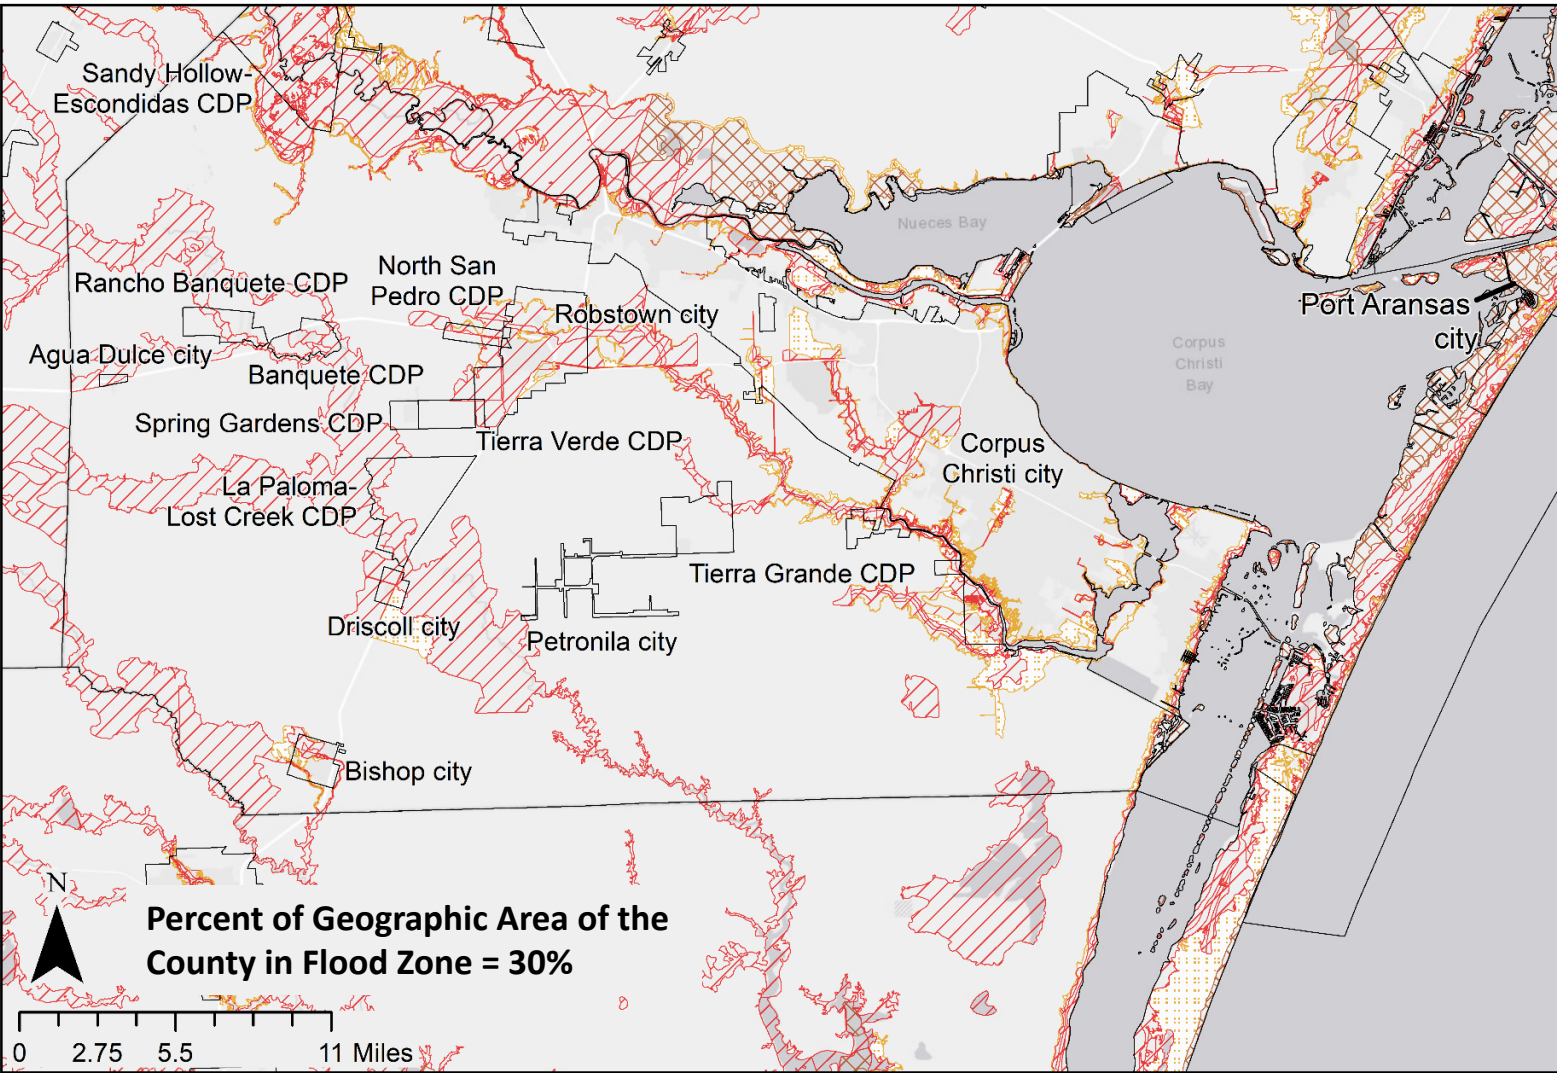 Sandy Hollow-
Escondidas CDP
Nueces Bay
Rancho Banquete CDP
North San
Pedro CDP
Robstown city
Port Aransas
city
Agua Dulce city
Banquete CDP
Corpus
Christi
Bay
Spring Gardens CDP
Tierra Verde CDP
Corpus
Christi city
La Paloma-
Lost Creek CDP
Tierra Grande CDP
Driscoll city
Petronila city
Bishop city
N
Percent of Geographic Area of the
County in Flood Zone = 30%
0 2.75 5.5 11 Miles